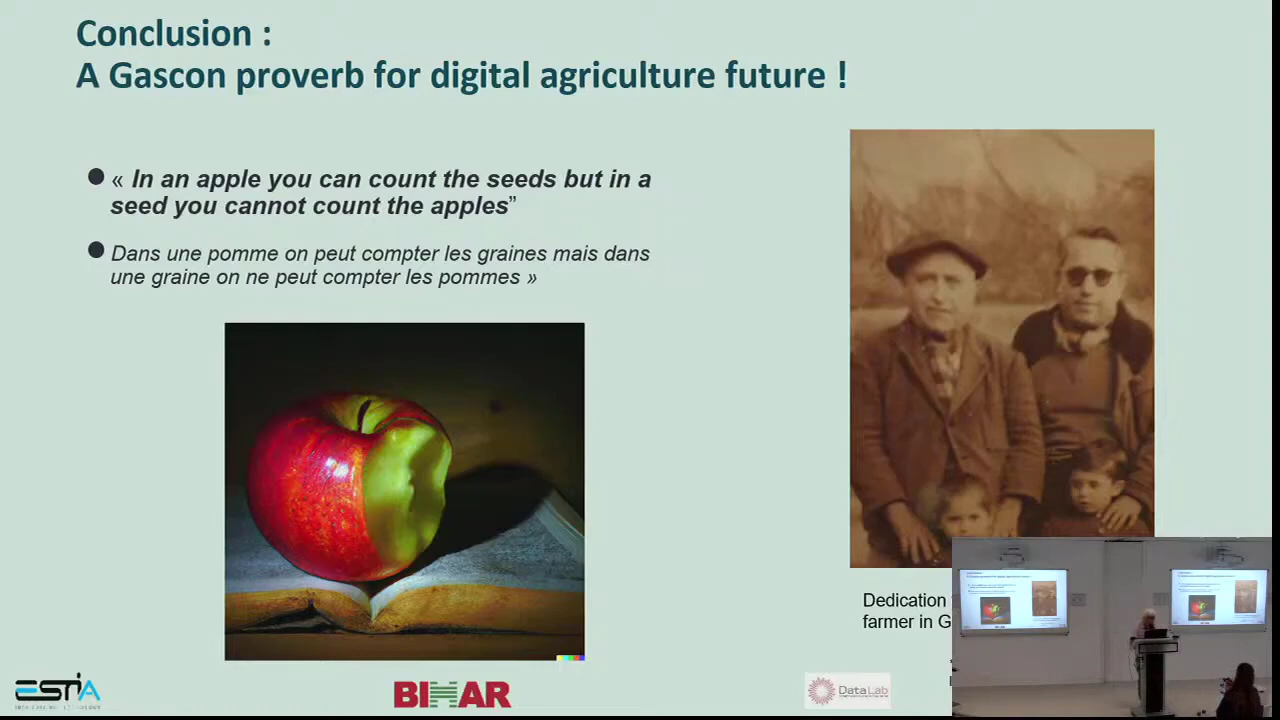 Conclusion :
A Gascon proverb for digital agriculture future !
« In an apple you can count the seeds but in a
seed you cannot count the apples”
Dans une pomme on peut compter les graines mais dans
une graine on ne peut compter les pommes »
Dedication
farmer in G
ESTIA
BIHAR
DataLab